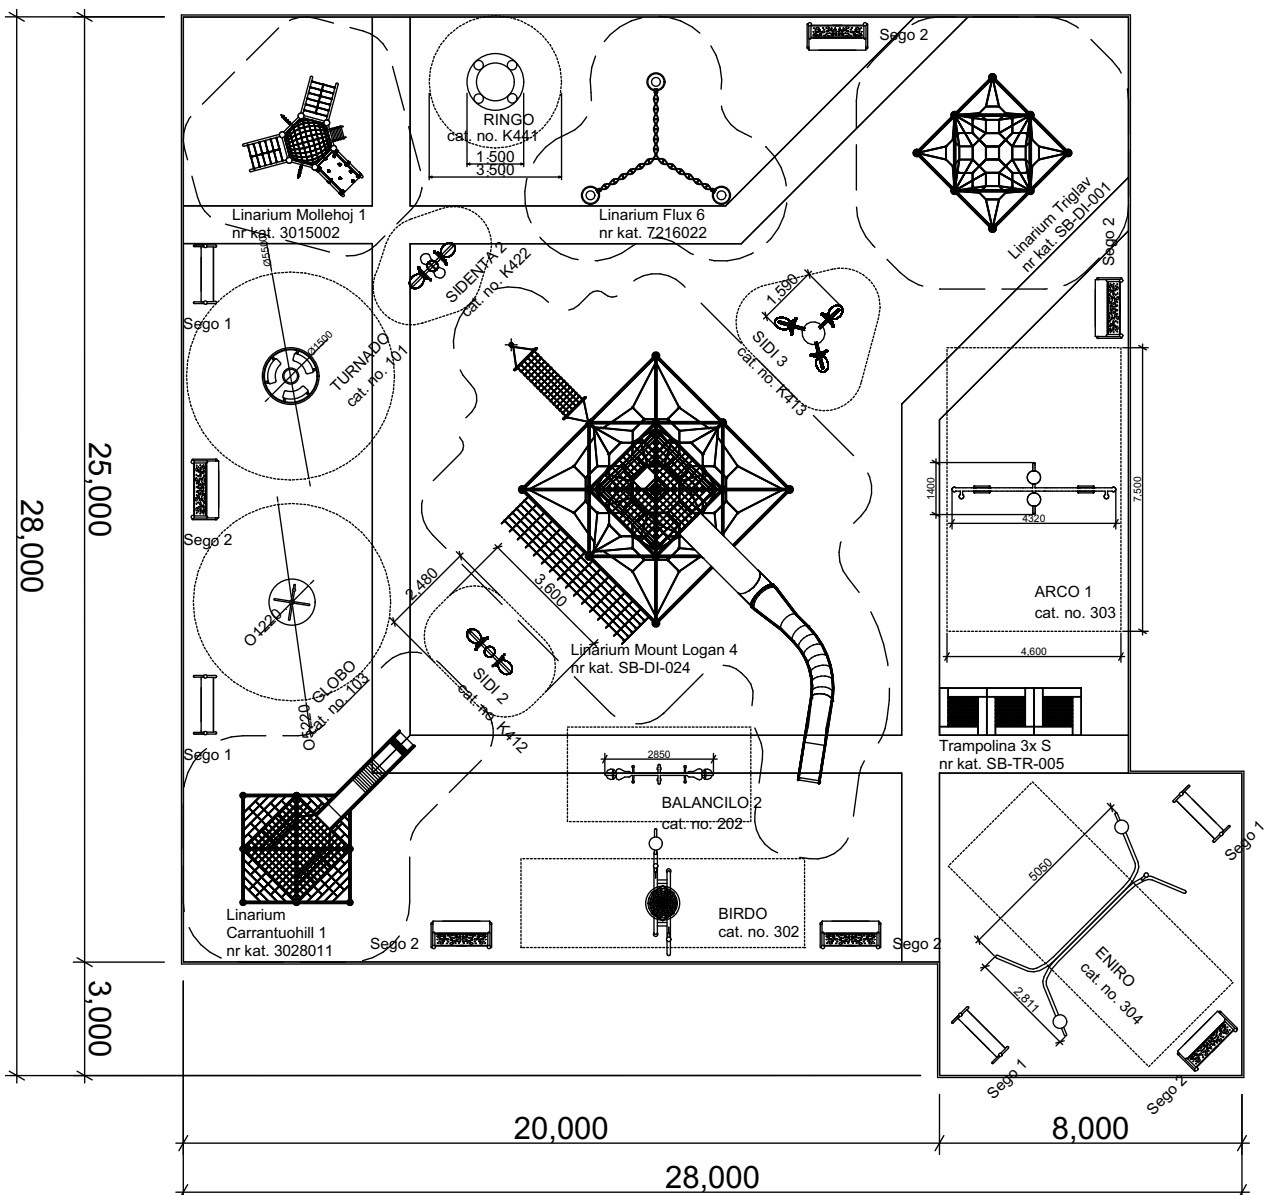 Sego 2
RINGO
cat. no. K441
1.500
3.500
Linarium Mollehoj 1
nr kat. 3015002
Linarium Flux 6
nr kat. 7216022
Linarium Triglav
nr kat. SB-DI-001
Sego 2
Sego 1
Ø5500
Ø1500
TURNADO
cat. no. 101
SIDENTA 2
cat. no. K422
1,590
SIDI 3
cat. no. K413
25,000
28,000
Sego 2
1400
4320
7,500
ARCO 1
cat. no. 303
4,600
O1220
O5220
GLOBO
cat. no. 103
2,480
3,600
SIDI 2
cat. no. K412
Linarium Mount Logan 4
nr kat. SB-DI-024
Sego 1
Trampolina 3x S
nr kat. SB-TR-005
2850
BALANCILO 2
cat. no. 202
Sego 1
5050
Linarium
Carrantuohill 1
nr kat. 3028011
Sego 2
BIRDO
cat. no. 302
Sego 2
ENIRO
cat. no. 304
2,811
3,000
Sego 1
Sego 2
20,000
8,000
28,000